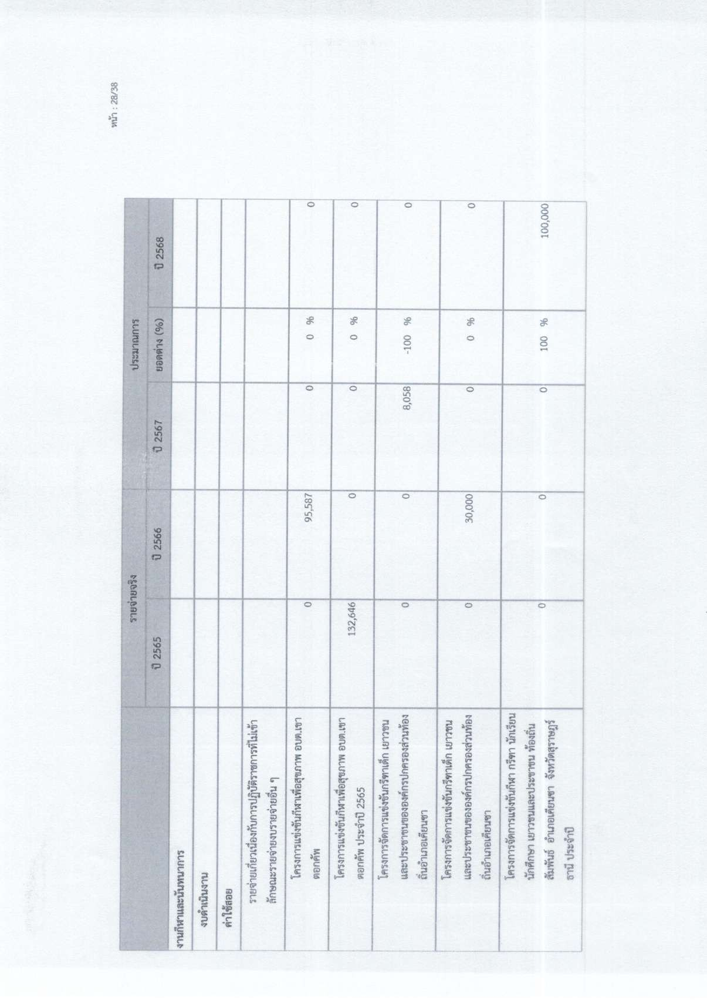 หน้า : 28/38
รายจ่ายจริง ประมาณการ
ปี 2565 ปี 2566 ปี 2567 ยอดต่าง (%) ปี 2568
งานกีฬาและนันทนาการ
งบดำเนินงาน
ค่าใช้สอย
รายจ่ายเกี่ยวเนื่องกับการปฏิบัติราชการที่ไม่เข้า
ลักษณะรายจ่ายงบรายจ่ายอื่น ๆ
โครงการแข่งขันกีฬาเพื่อสุขภาพ อบต.เขา 0 95,587 0 0 % 0
ตอกคัพ
โครงการแข่งขันกีฬาเพื่อสุขภาพ อบต.เขา 132,646 0 0 0 % 0
ตอกคัพ ประจำปี 2565
โครงการจัดการแข่งขันกรีฑาเด็ก เยาวชน
และประชาชนขององค์กรปกครองส่วนท้อง 0 0 8,058 -100 % 0
ถิ่นอำเภอเคียนซา
โครงการจัดการแข่งขันกรีฑาเด็ก เยาวชน
และประชาชนขององค์กรปกครองส่วนท้อง 0 30,000 0 0 % 0
ถิ่นอำเภอเคียนซา
โครงการจัดการแข่งขันกีฬา กรีฑา นักเรียน
นักศึกษา เยาวชนและประชาชน ท้องถิ่น 0 0 0 100 % 100,000
สัมพันธ์ อำเภอเคียนซา จังหวัดสุราษฎร์
ธานี ประจำปี